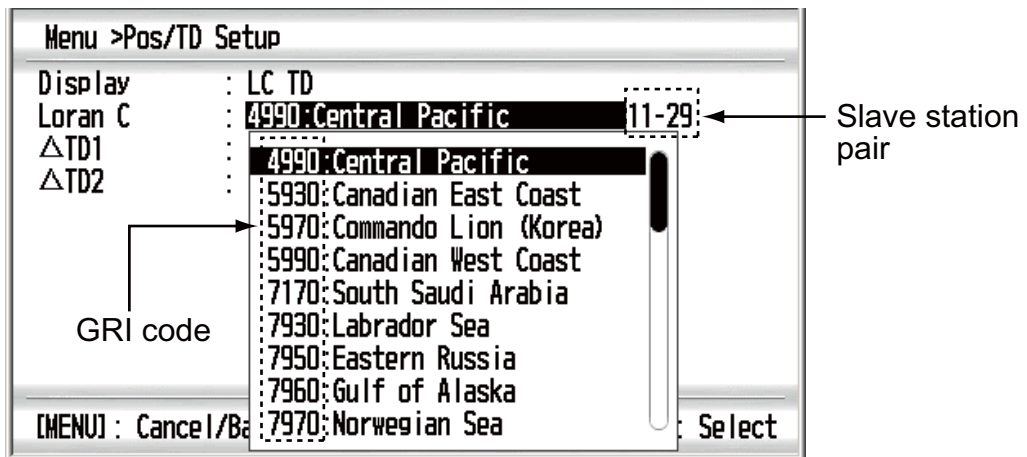 Menu >Pos/TD Setup
Display : LC TD
Loran C : 4990:Central Pacific 11-29
△TD1 :
△TD2 :
4990:Central Pacific
5930:Canadian East Coast
5970:Commando Lion (Korea)
5990:Canadian West Coast
7170:South Saudi Arabia
7930:Labrador Sea
7950:Eastern Russia
7960:Gulf of Alaska
7970:Norwegian Sea
[MENU]: Cancel/Ba : Select
Slave station
pair
GRI code